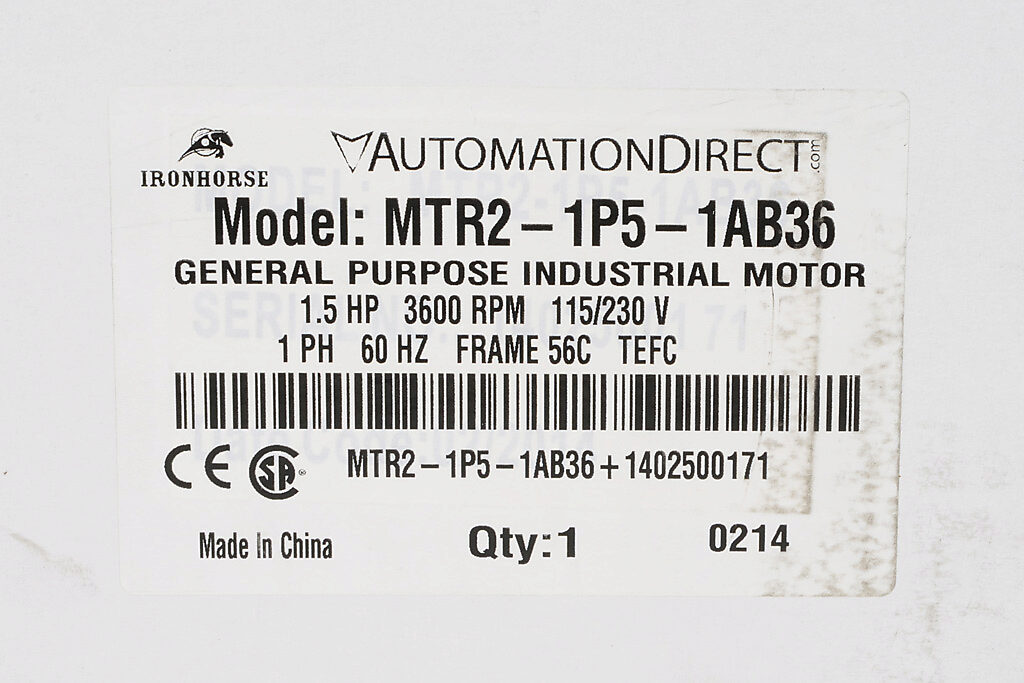 IRONHORSE
AUTOMATIONDIRECT.com
Model: MTR2-1P5-1AB36
GENERAL PURPOSE INDUSTRIAL MOTOR
1.5 HP 3600 RPM 115/230 V
1 PH 60 HZ FRAME 56C TEFC
CE SA MTR2-1P5-1AB36+1402500171
Made In China Qty:1 0214